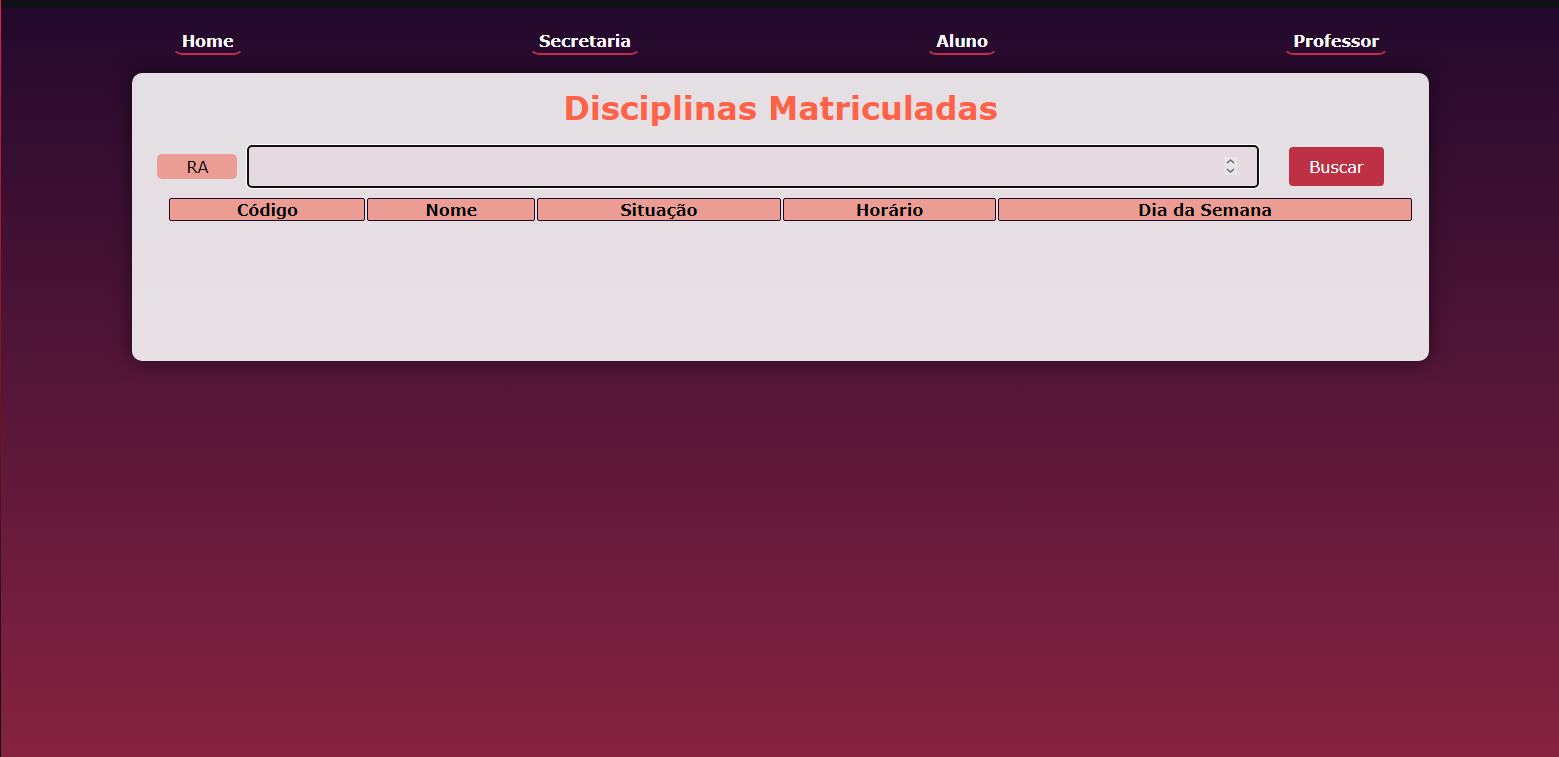 Home Secretaria Aluno Professor
Disciplinas Matriculadas
RA Buscar
Código Nome Situação Horário Dia da Semana